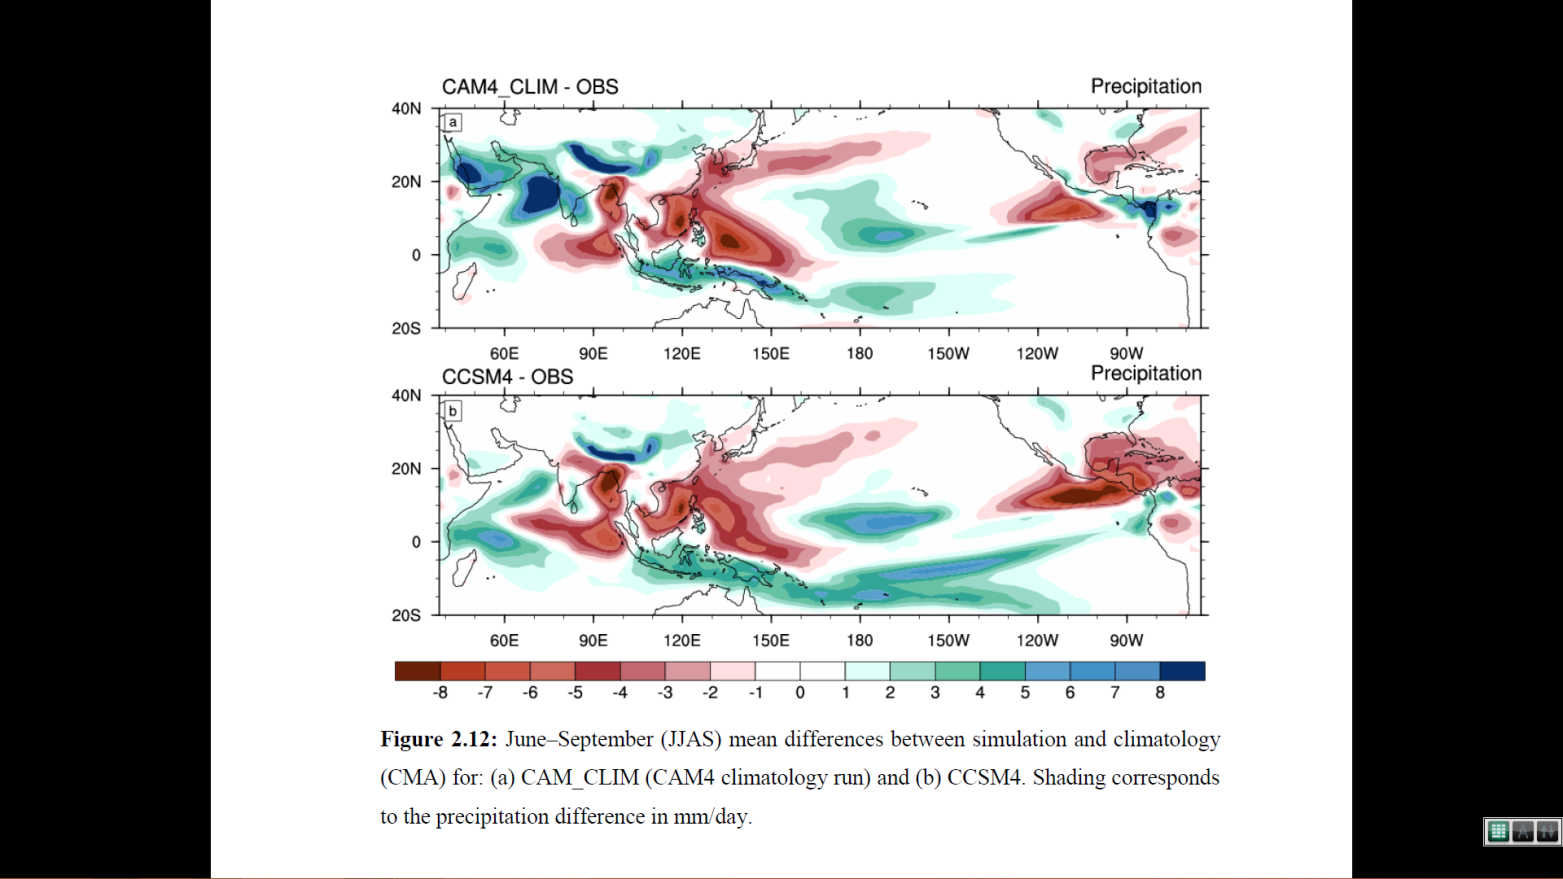 CAM4_CLIM - OBS Precipitation
a
40N
20N
0
20S
60E 90E 120E 150E 180 150W 120W 90W
CCSM4 - OBS Precipitation
b
40N
20N
0
20S
60E 90E 120E 150E 180 150W 120W 90W
-8 -7 -6 -5 -4 -3 -2 -1 0 1 2 3 4 5 6 7 8
Figure 2.12: June–September (JJAS) mean differences between simulation and climatology
(CMA) for: (a) CAM_CLIM (CAM4 climatology run) and (b) CCSM4. Shading corresponds
to the precipitation difference in mm/day.
A